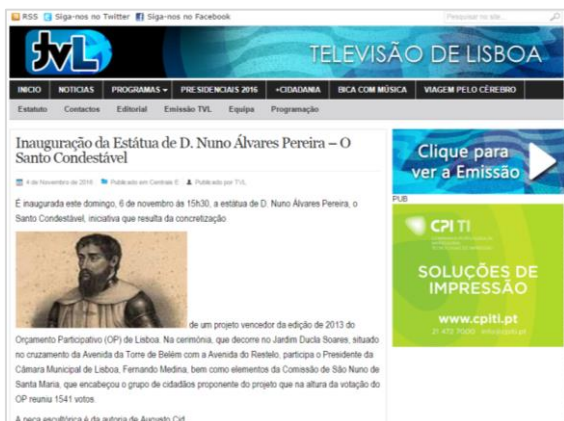 RSS Siga-nos no Twitter Siga-nos no Facebook
Pesquisar no site...
tvL
TELEVISÃO DE LISBOA
INICIO NOTICIAS PROGRAMAS PRESIDENCIAIS 2016 +CIDADANIA BICA COM MÚSICA VIAGEM PELO CÉREBRO
Estatuto Contactos Editorial Emissão TVL Equipa Programação
Inauguração da Estátua de D. Nuno Álvares Pereira – O
Santo Condestável
4 de Novembro de 2016 Publicado em Centrais E Publicado por TVL
É inaugurada este domingo, 6 de novembro às 15h30, a estátua de D. Nuno Álvares Pereira, o
Santo Condestável, iniciativa que resulta da concretização
de um projeto vencedor da edição de 2013 do
Orçamento Participativo (OP) de Lisboa. Na cerimónia, que decorre no Jardim Ducla Soares, situado
no cruzamento da Avenida da Torre de Belém com a Avenida do Restelo, participa o Presidente da
Câmara Municipal de Lisboa, Fernando Medina, bem como elementos da Comissão de São Nuno de
Santa Maria, que encabeçou o grupo de cidadãos proponente do projeto que na altura da votação do
OP reuniu 1541 votos.
A peça escultórica é da autoria de Augusto Cid
Clique para
ver a Emissão
PUB
CPI TI
SOLUÇÕES DE
IMPRESSÃO
www.cpiti.pt
21 472 7000 info@cpiti.pt